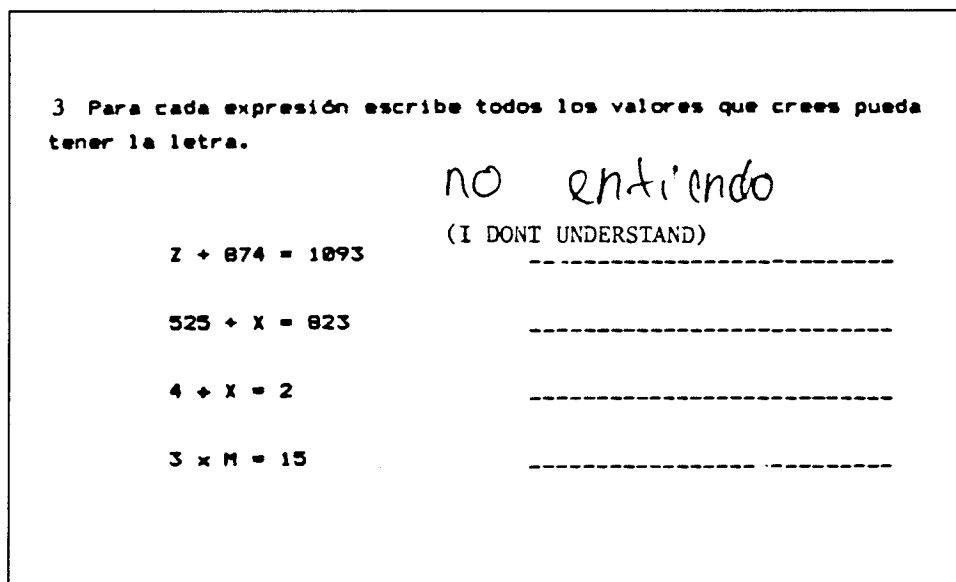 3 Para cada expresión escribe todos los valores que crees pueda
tener la letra.
no entiendo
(I DONT UNDERSTAND)
Z + 874 = 1093
525 + X = 823
4 + X = 2
3 x M = 15